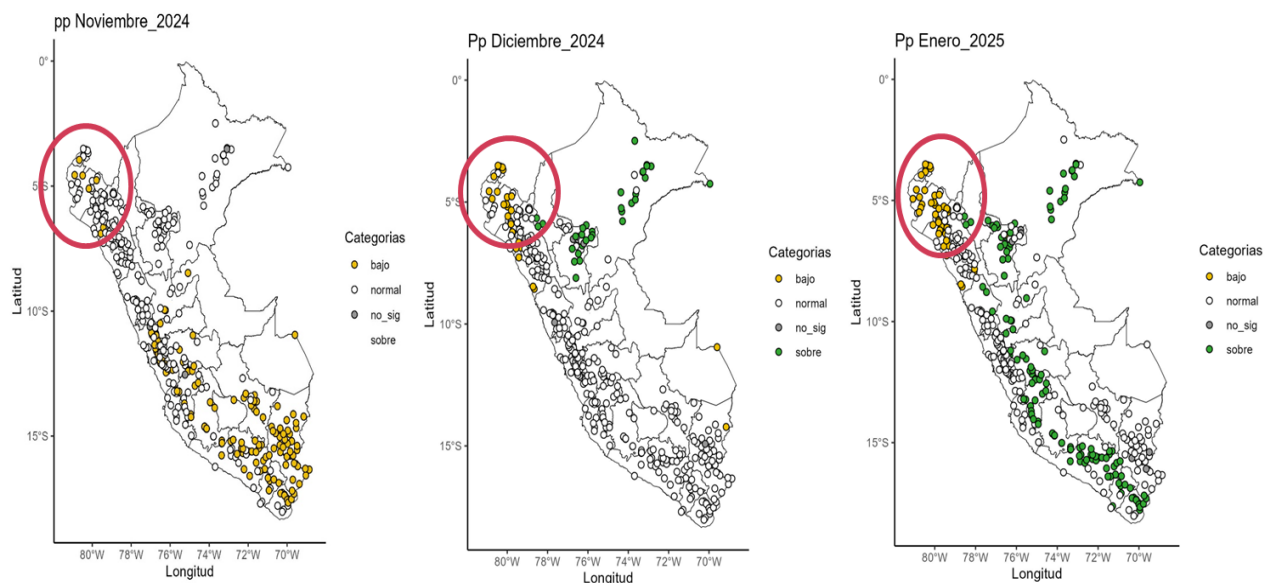 pp Noviembre_2024
0°
5°S
10°S
15°S
Latitud
80°W 78°W 76°W 74°W 72°W 70°W
Longitud
Categorias
bajo
normal
no_sig
sobre
Pp Diciembre_2024
0°
5°S
10°S
15°S
Latitud
80°W 78°W 76°W 74°W 72°W 70°W
Longitud
Categorias
bajo
normal
no_sig
sobre
Pp Enero_2025
0°
5°S
10°S
15°S
Latitud
80°W 78°W 76°W 74°W 72°W 70°W
Longitud
Categorias
bajo
normal
no_sig
sobre